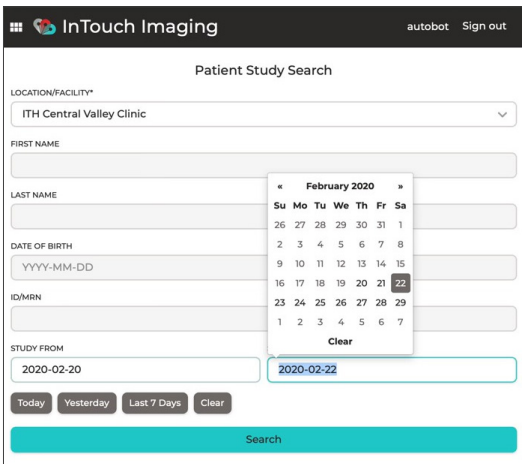 InTouch Imaging autobot Sign out
Patient Study Search
LOCATION/FACILITY*
ITH Central Valley Clinic
FIRST NAME
LAST NAME
DATE OF BIRTH
YYYY-MM-DD
ID/MRN
STUDY FROM
2020-02-20
« February 2020 »
Su Mo Tu We Th Fr Sa
26 27 28 29 30 31 1
2 3 4 5 6 7 8
9 10 11 12 13 14 15
16 17 18 19 20 21 22
23 24 25 26 27 28 29
1 2 3 4 5 6 7
Clear
2020-02-22
Today Yesterday Last 7 Days Clear
Search